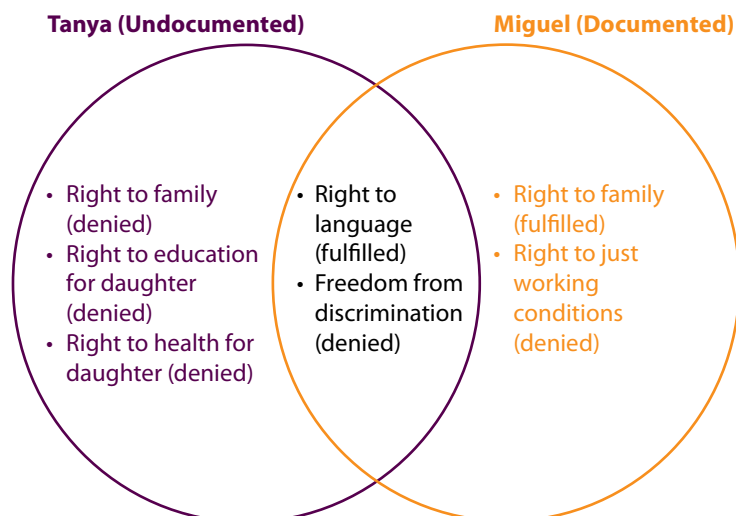 Tanya (Undocumented)
Miguel (Documented)
• Right to family
(denied)
• Right to education
for daughter
(denied)
• Right to health for
daughter (denied)
• Right to
language
(fulfilled)
• Freedom from
discrimination
(denied)
• Right to family
(fulfilled)
• Right to just
working
conditions
(denied)